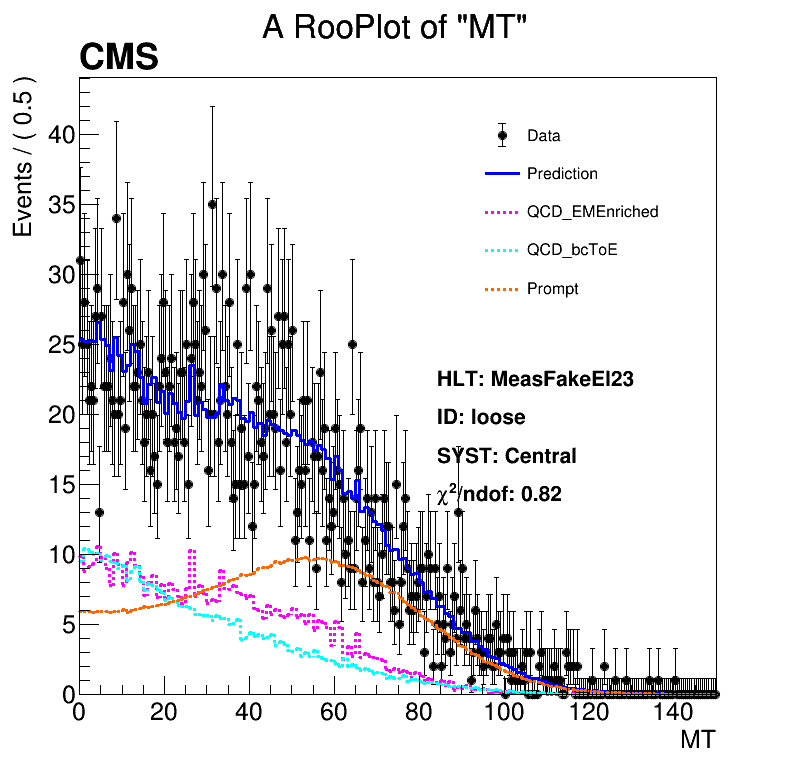 A RooPlot of "MT"
CMS
Events / ( 0.5 )
40
35
30
25
20
15
10
5
0
Data
Prediction
QCD_EMEnriched
QCD_bcToE
Prompt
HLT: MeasFakeEl23
ID: loose
SYST: Central
χ²/ndof: 0.82
0 20 40 60 80 100 120 140
MT